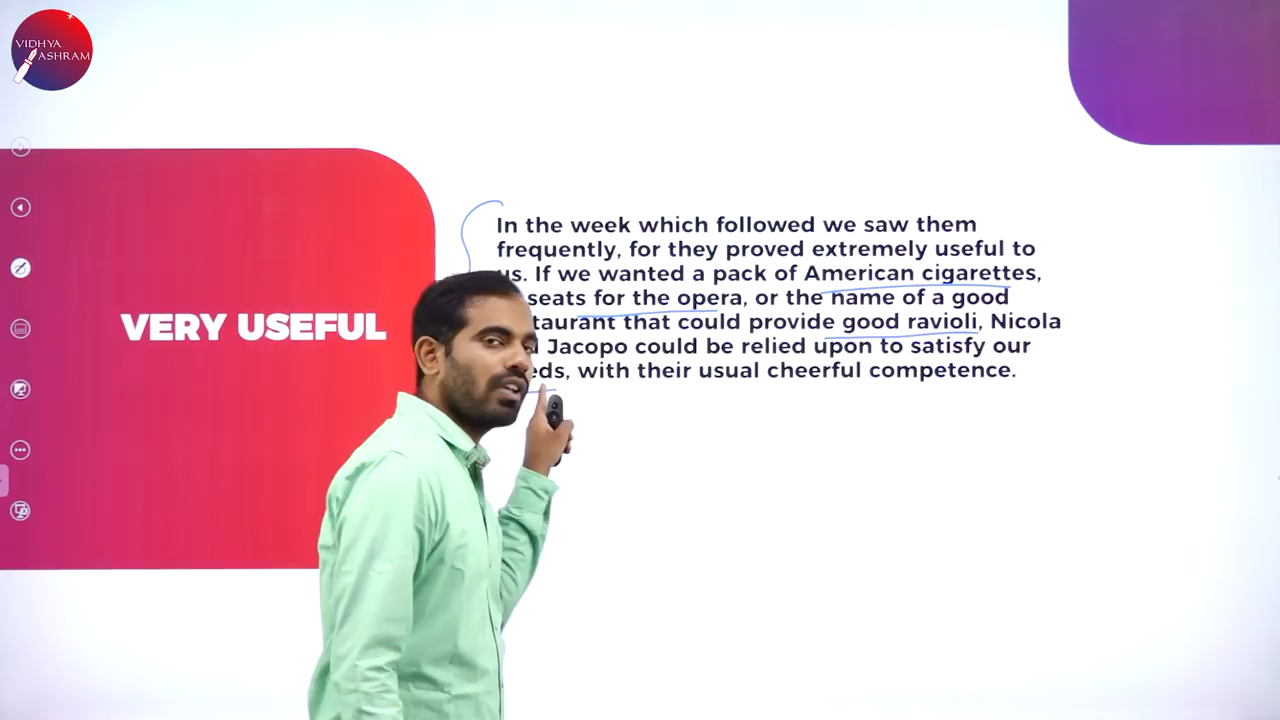 VIDHYA
ASHRAM
VERY USEFUL
In the week which followed we saw them
frequently, for they proved extremely useful to
us. If we wanted a pack of American cigarettes,
seats for the opera, or the name of a good
taurant that could provide good ravioli, Nicola
Jacopo could be relied upon to satisfy our
eds, with their usual cheerful competence.